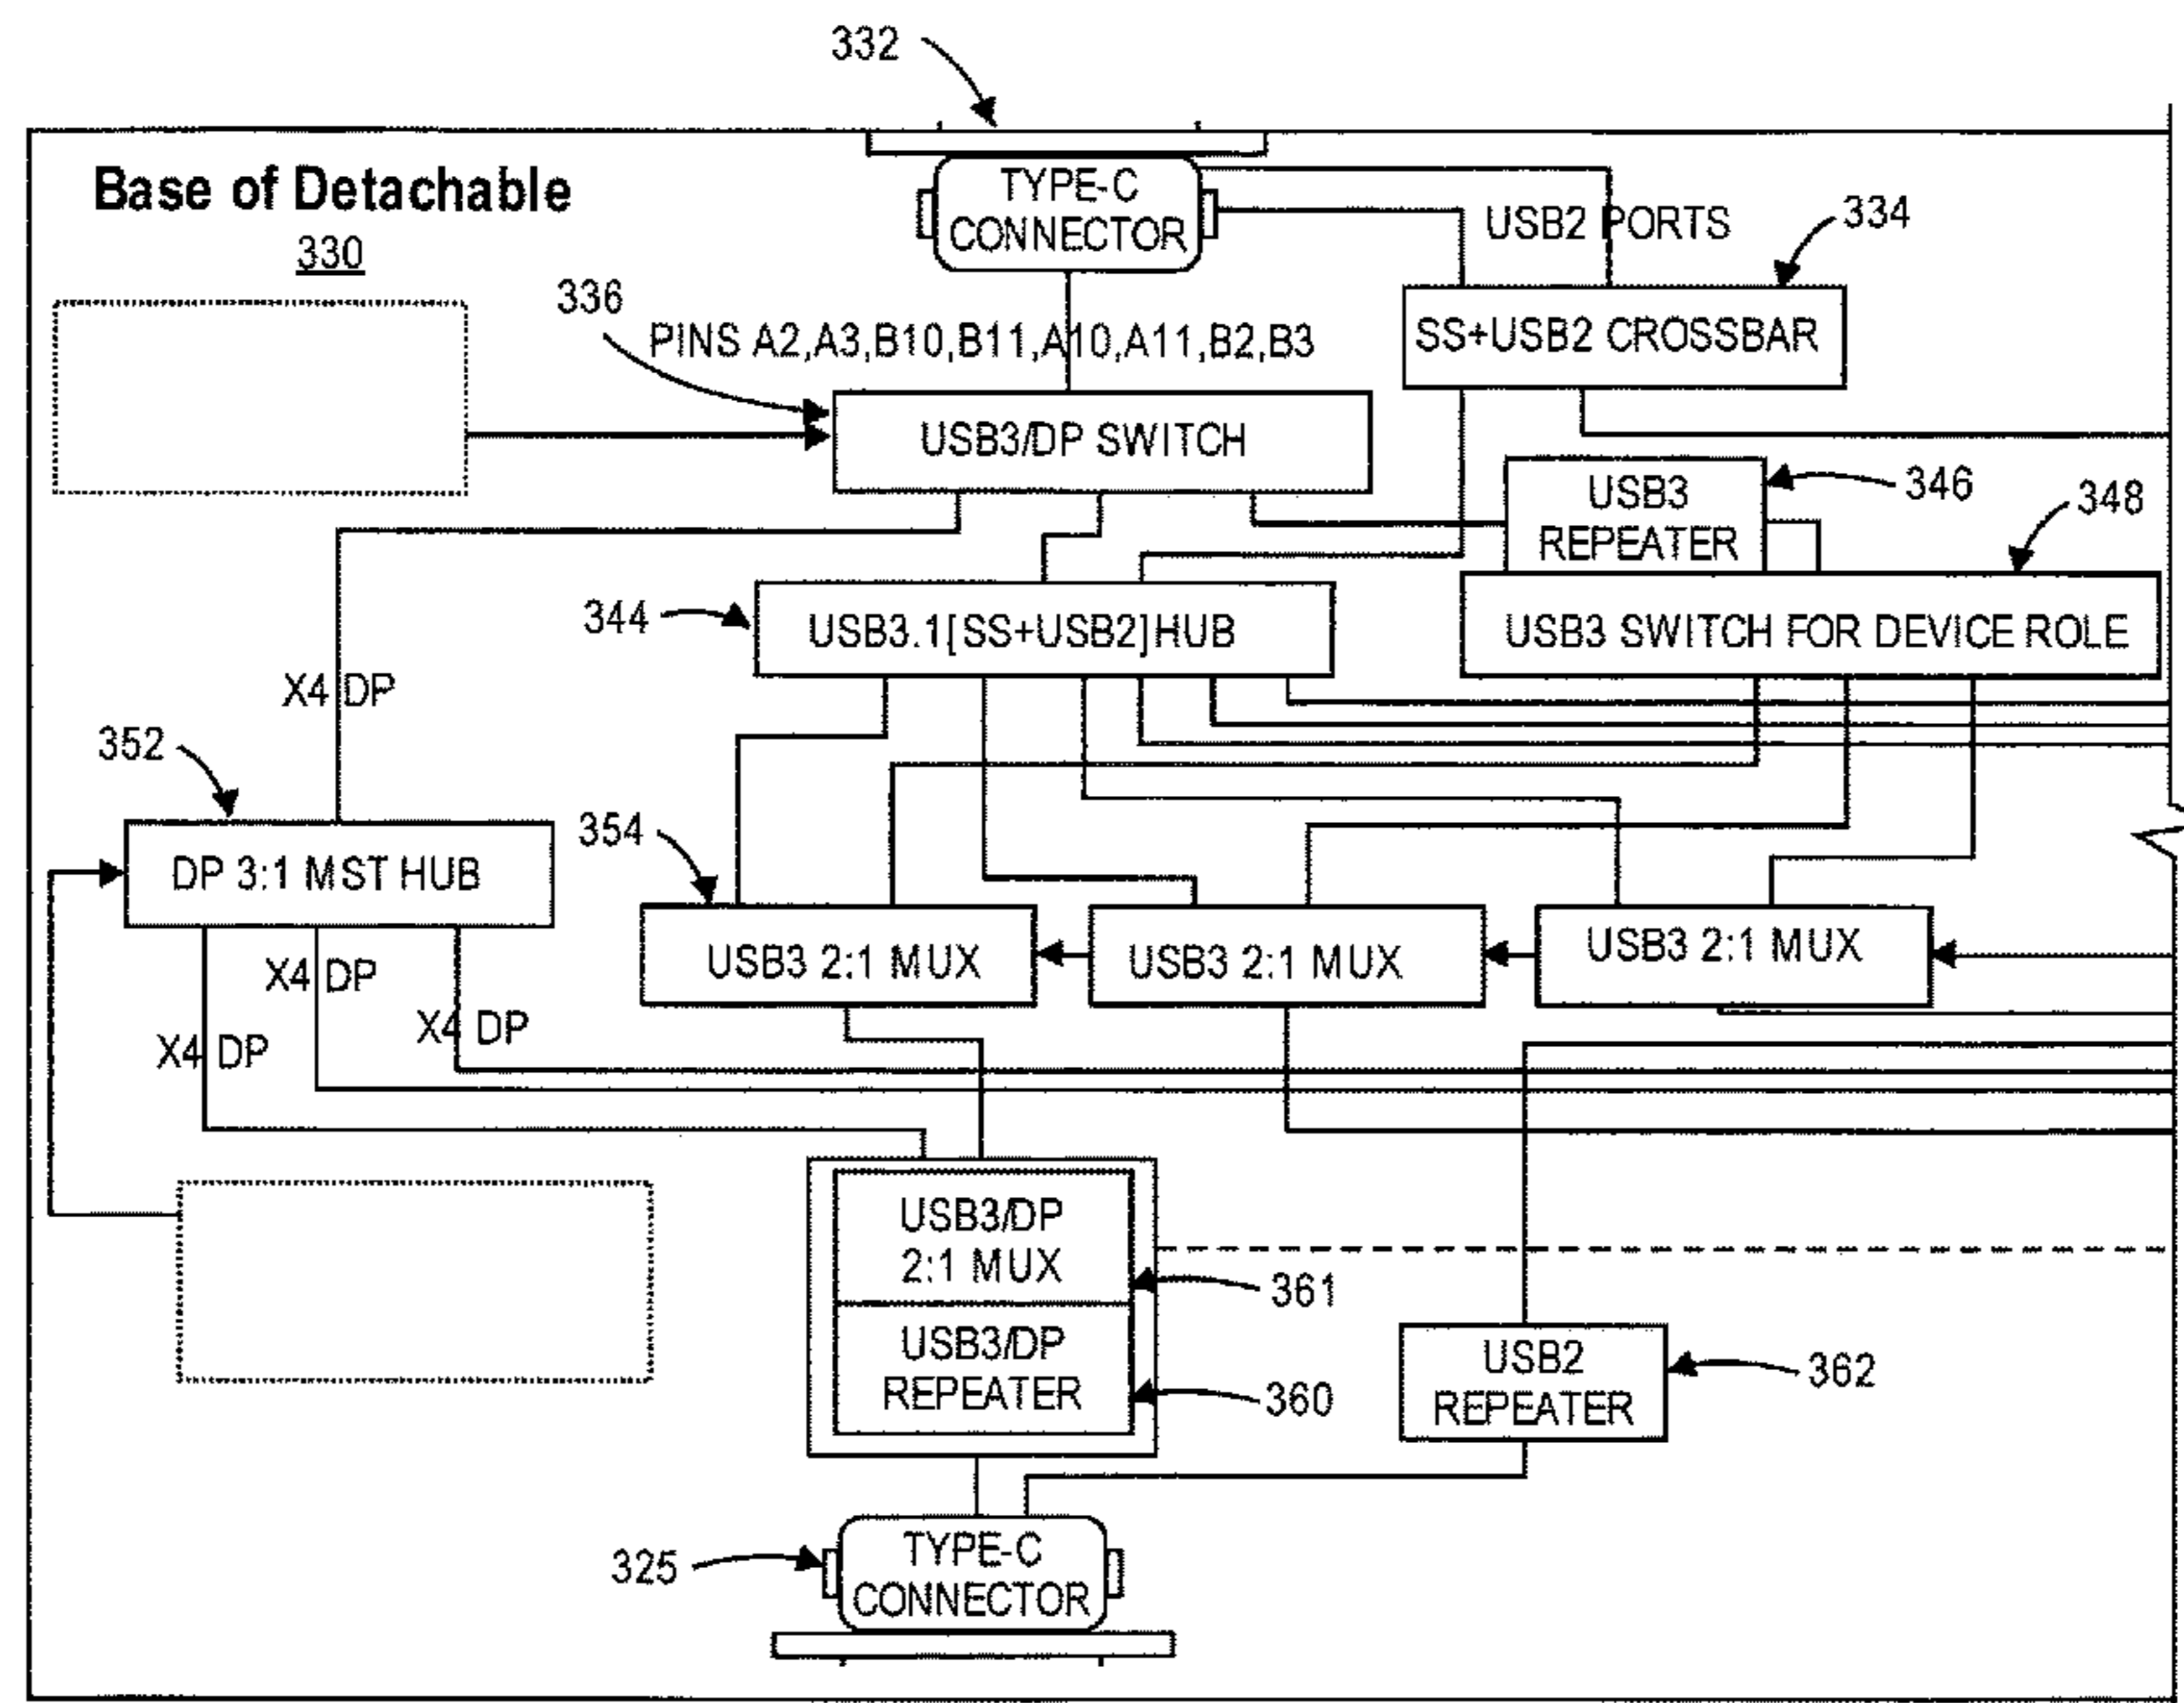 332
Base of Detachable
330
TYPE-C
CONNECTOR
USB2 PORTS
334
336
PINS A2,A3,B10,B11,A10,A11,B2,B3
SS+USB2 CROSSBAR
USB3/DP SWITCH
USB3
REPEATER
346
348
344
USB3.1[SS+USB2]HUB
USB3 SWITCH FOR DEVICE ROLE
X4 DP
352
354
DP 3:1 MST HUB
USB3 2:1 MUX
USB3 2:1 MUX
USB3 2:1 MUX
X4 DP
X4 DP
X4 DP
USB3/DP
2:1 MUX
361
USB3/DP
REPEATER
360
USB2
REPEATER
362
325
TYPE-C
CONNECTOR